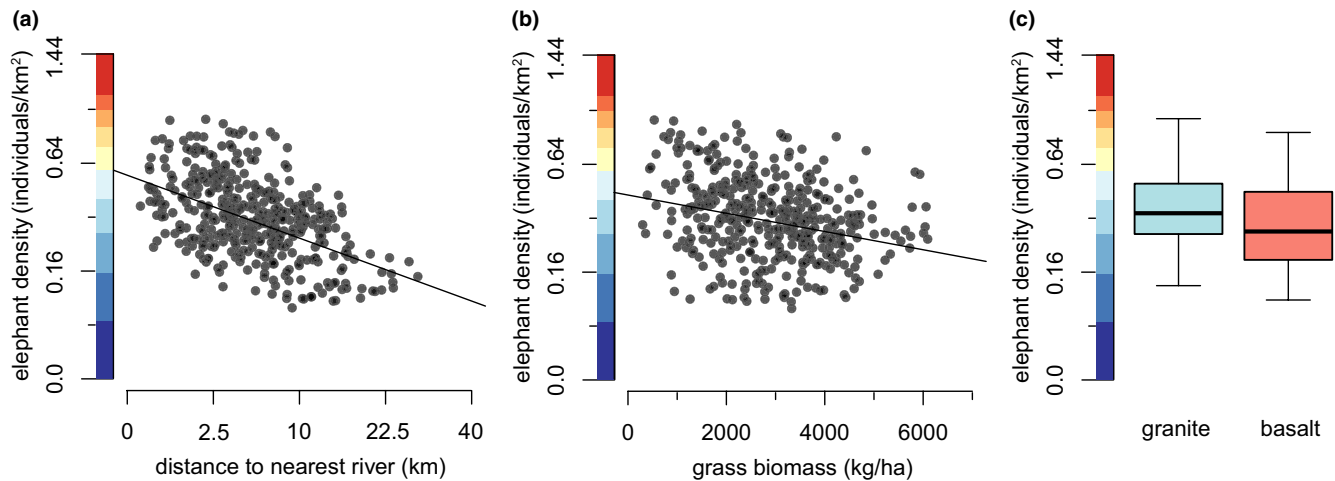 (a)
elephant density (individuals/km²)
1.44
0.64
0.16
0.0
0
2.5
10
22.5
40
distance to nearest river (km)
(b)
elephant density (individuals/km²)
1.44
0.64
0.16
0.0
0
2000
4000
6000
grass biomass (kg/ha)
(c)
elephant density (individuals/km²)
1.44
0.64
0.16
0.0
granite
basalt